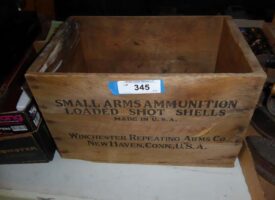 345
SMALL ARMS AMMUNITION
LOADED SHOT SHELLS
MADE IN U.S.A.
WINCHESTER REPEATING ARMS CO.
NEW HAVEN, CONN., U.S.A.